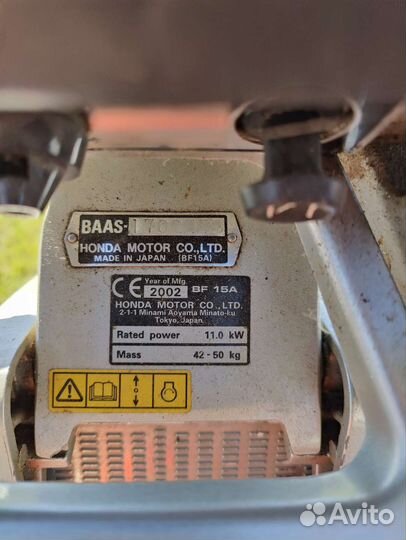 BAAS-
HONDA MOTOR CO.,LTD.
MADE IN JAPAN (BF15A)
CE Year of Mfg. 2002 BF 15A
HONDA MOTOR CO., LTD.
2-1-1 Minami Aoyama Minato-ku
Tokyo, Japan.
Rated power 11.0 kW
Mass 42-50 kg
Avito